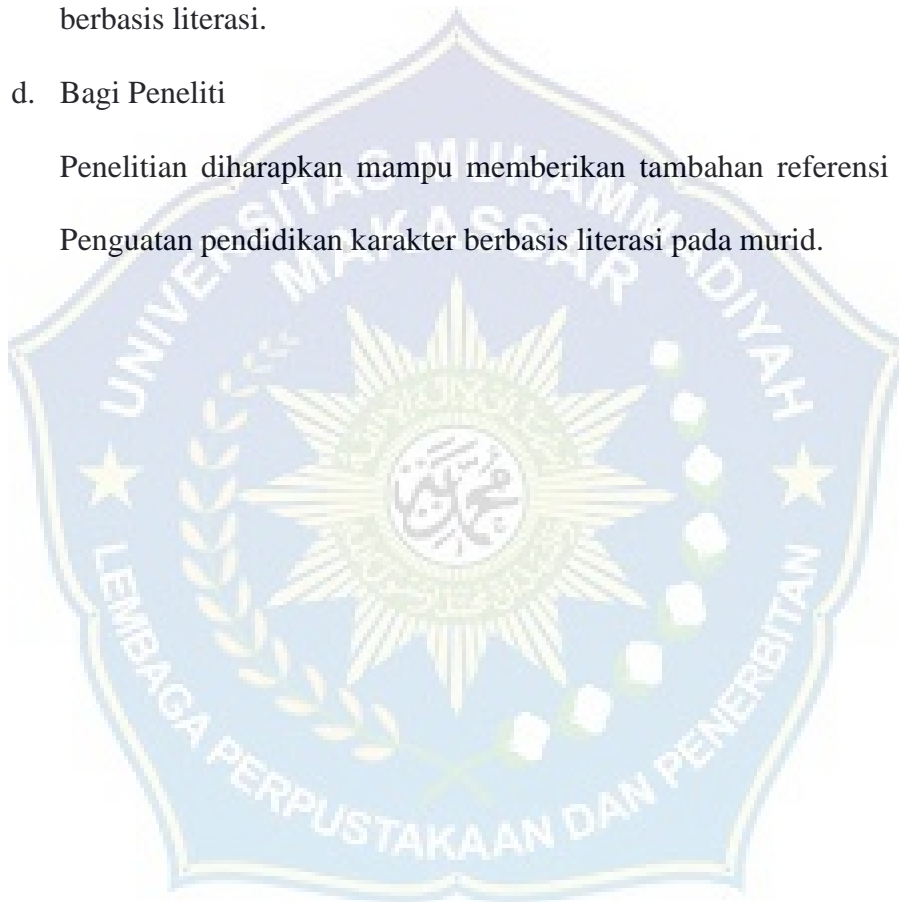 berbasis literasi.
d. Bagi Peneliti
Penelitian diharapkan mampu memberikan tambahan referensi
Penguatan pendidikan karakter berbasis literasi pada murid.
UNIVERSITAS MUHAMMADIYAH
MAKASSAR
LEMBAGA PERPUSTAKAAN DAN PENERBITAN